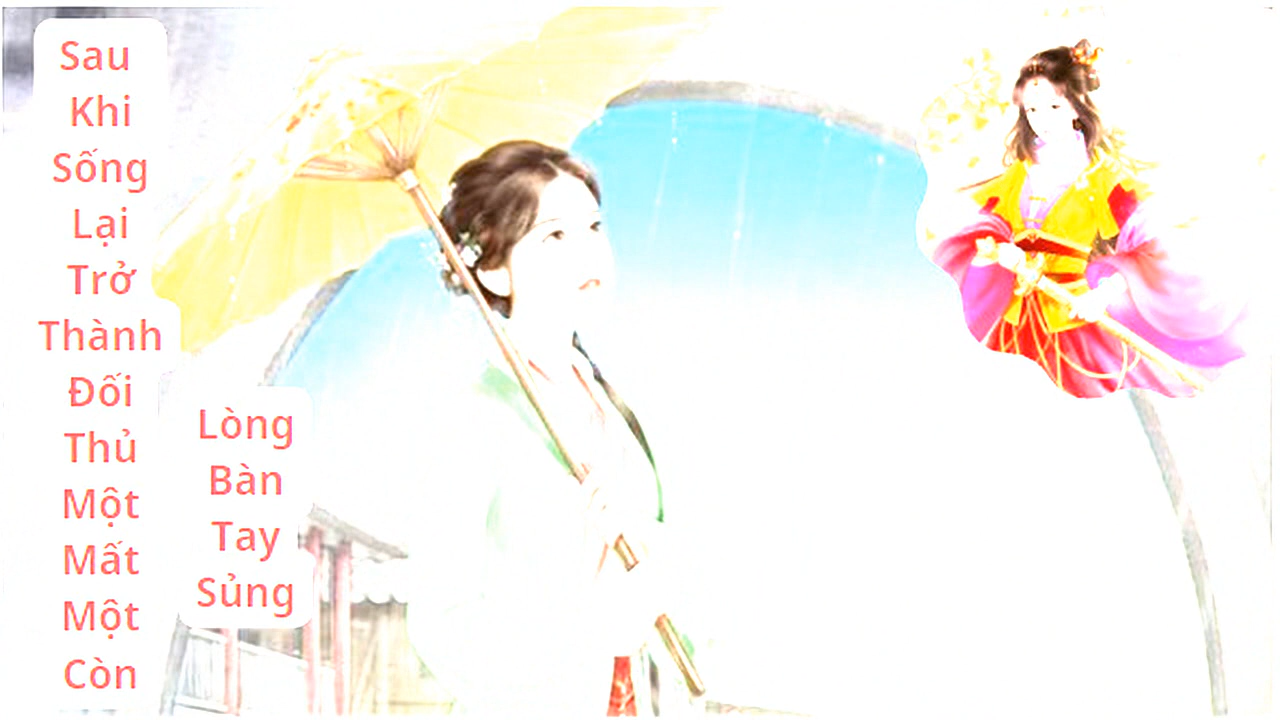 Sau
Khi
Sống
Lại
Trở
Thành
Đối
Thủ
Một
Mất
Một
Còn
Lòng
Bàn
Tay
Sủng